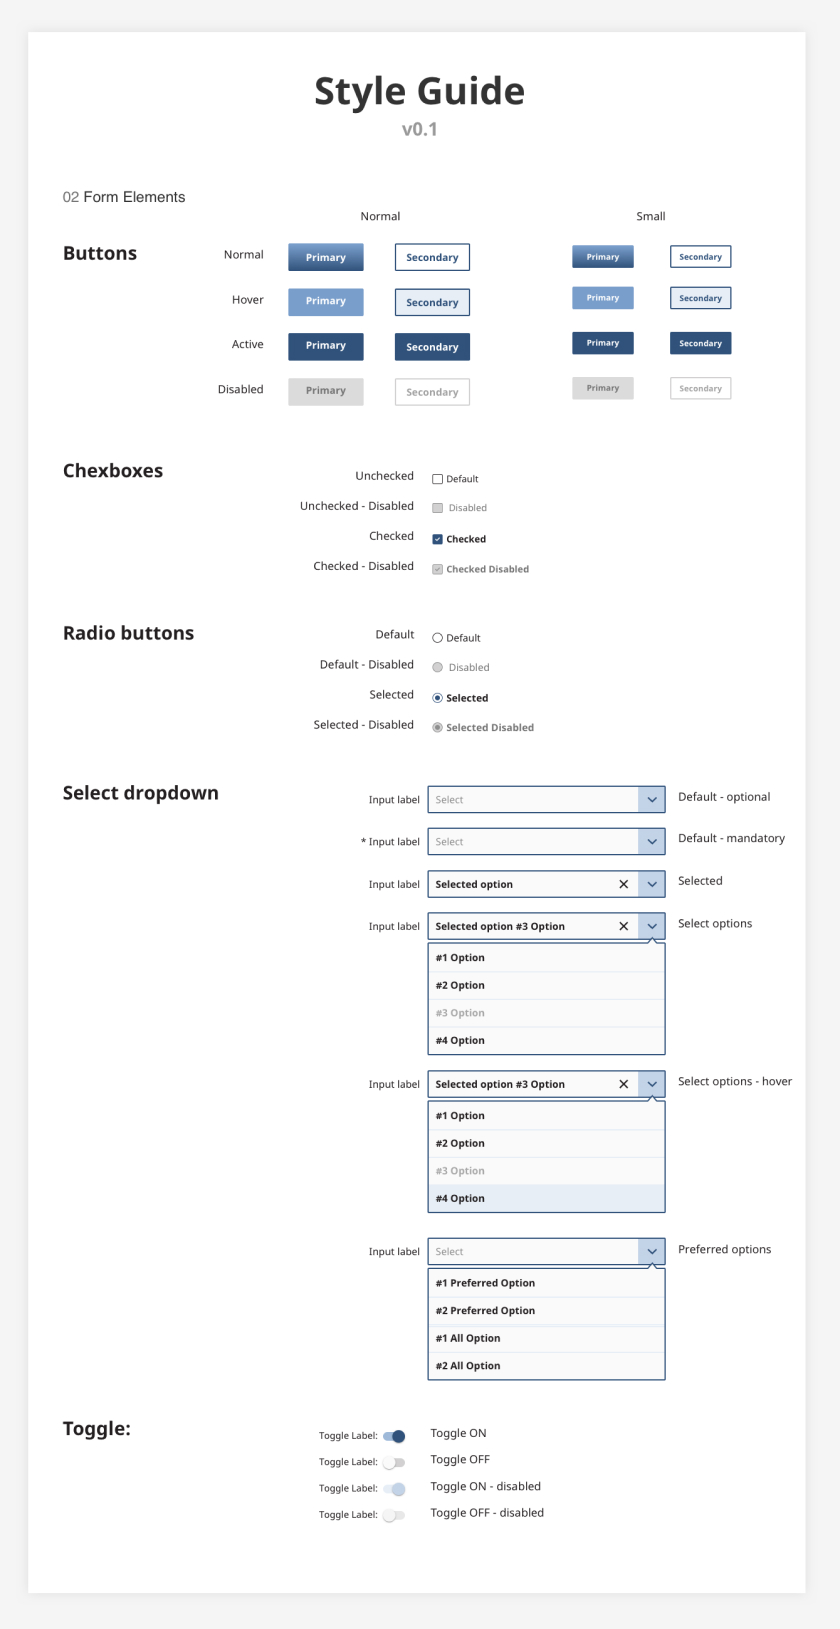 Style Guide
v0.1
02 Form Elements
Normal Small
Buttons
Normal Primary Secondary Primary Secondary
Hover Primary Secondary Primary Secondary
Active Primary Secondary Primary Secondary
Disabled Primary Secondary Primary Secondary
Chexboxes
Unchecked Default
Unchecked - Disabled Disabled
Checked Checked
Checked - Disabled Checked Disabled
Radio buttons
Default Default
Default - Disabled Disabled
Selected Selected
Selected - Disabled Selected Disabled
Select dropdown
Input label Select Default - optional
* Input label Select Default - mandatory
Input label Selected option Selected
Input label Selected option #3 Option Select options
#1 Option
#2 Option
#3 Option
#4 Option
Input label Selected option #3 Option Select options - hover
#1 Option
#2 Option
#3 Option
#4 Option
Input label Select Preferred options
#1 Preferred Option
#2 Preferred Option
#1 All Option
#2 All Option
Toggle:
Toggle Label: Toggle ON
Toggle Label: Toggle OFF
Toggle Label: Toggle ON - disabled
Toggle Label: Toggle OFF - disabled